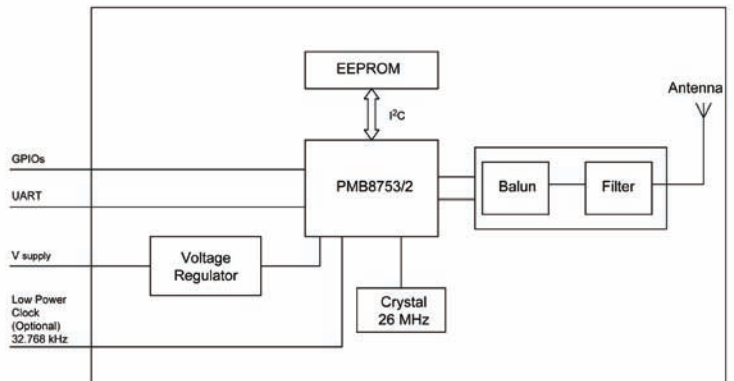 EEPROM
Antenna
I²C
GPIOs
PMB8753/2
Balun
Filter
UART
V supply
Voltage
Regulator
Low Power
Clock
(Optional)
32.768 kHz
Crystal
26 MHz